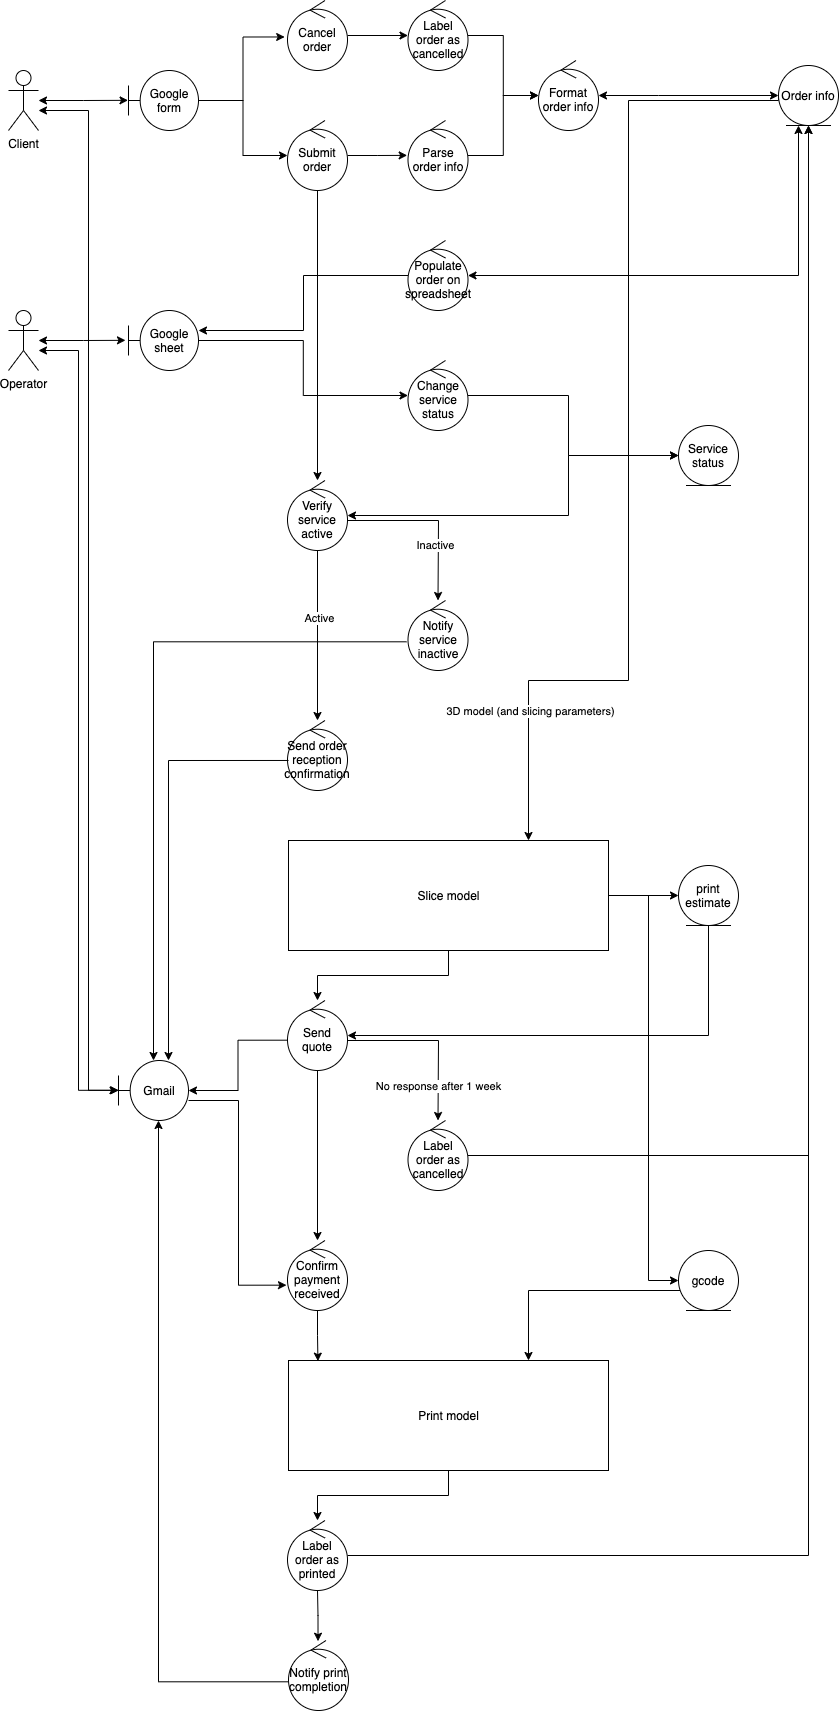 Cancel
order
Label
order as
cancelled
Client
Google
form
Format
order info
Order info
Submit
order
Parse
order info
Populate
order on
spreadsheet
Operator
Google
sheet
Change
service
status
Service
status
Verify
service
active
Inactive
Active
Notify
service
inactive
3D model (and slicing parameters)
Send order
reception
confirmation
Slice model
print
estimate
Send
quote
Gmail
No response after 1 week
Label
order as
cancelled
Confirm
payment
received
gcode
Print model
Label
order as
printed
Notify print
completion